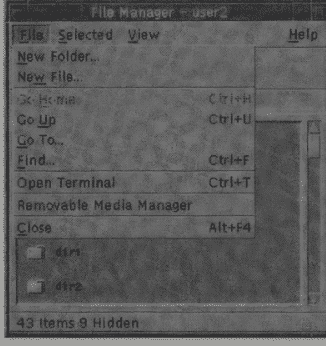 File Manager - user2
File Selected View Help
New Folder...
New File...
Go Home Ctrl+H
Go Up Ctrl+U
Go To...
Find... Ctrl+F
Open Terminal Ctrl+T
Removable Media Manager
Close Alt+F4
dir1
dir2
43 Items 9 Hidden